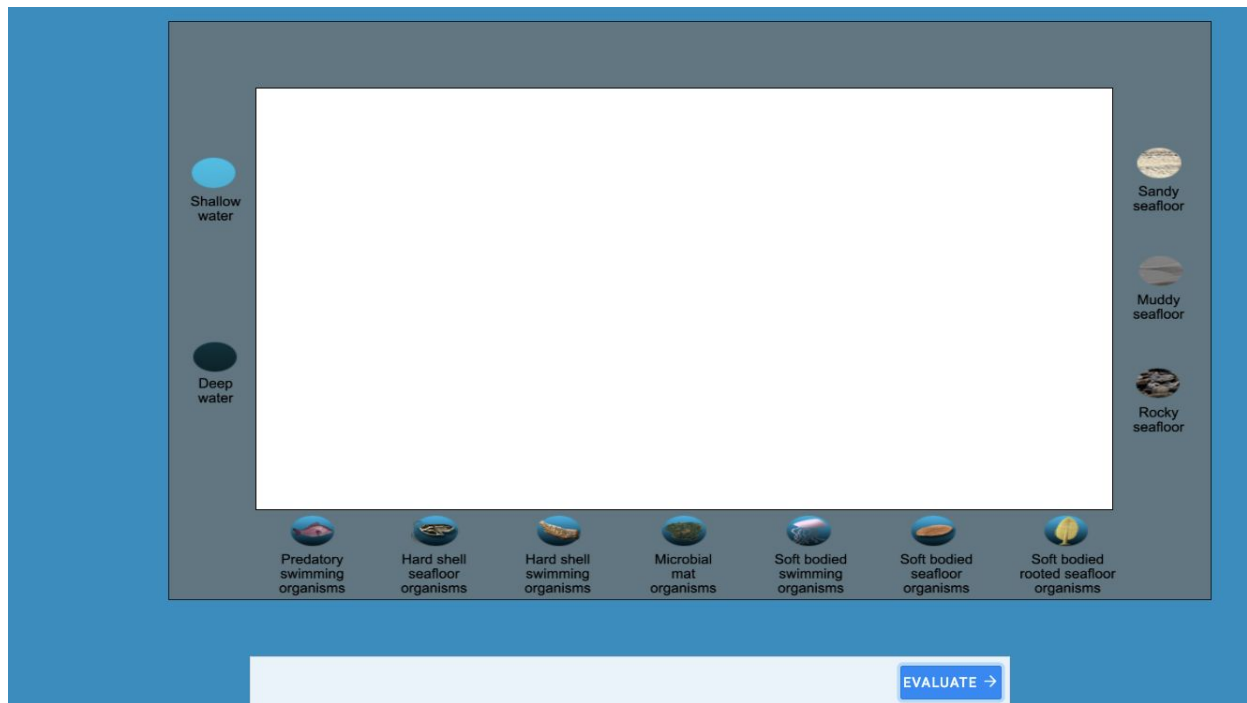 Shallow
water
Deep
water
Sandy
seafloor
Muddy
seafloor
Rocky
seafloor
Predatory
swimming
organisms
Hard shell
seafloor
organisms
Hard shell
swimming
organisms
Microbial
mat
organisms
Soft bodied
swimming
organisms
Soft bodied
seafloor
organisms
Soft bodied
rooted seafloor
organisms
EVALUATE →